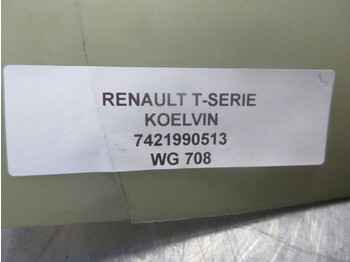 RENAULT T-SERIE
KOELVIN
7421990513
WG 708